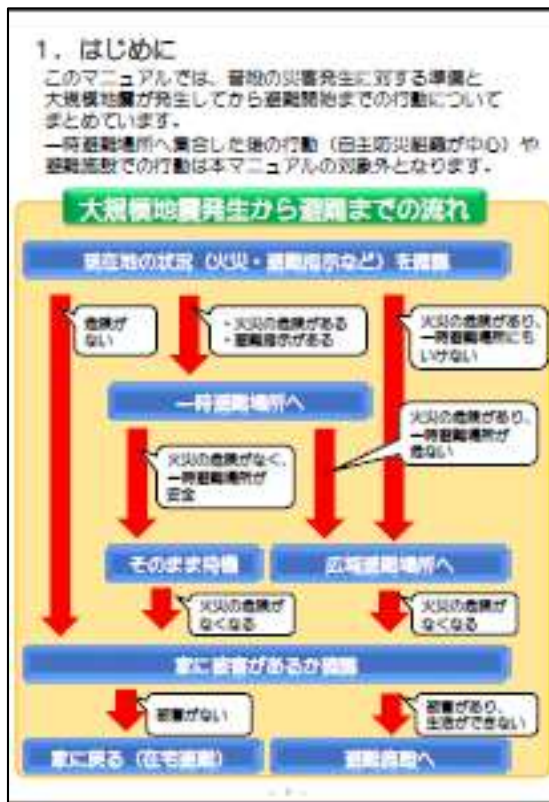 1. はじめに
このマニュアルでは、普段の災害発生に対する準備と
大規模地震が発生してから避難開始までの行動について
まとめています。
一時避難場所へ集合した後の行動（自主防災組織が中心）や
避難施設での行動は本マニュアルの対象外となります。
大規模地震発生から避難までの流れ
現在地の状況（火災・避難指示など）を確認
危険が
ない
・火災の危険がある
・避難指示がある
火災の危険があり、
一時避難場所にも
いけない
一時避難場所へ
火災の危険がなく、
一時避難場所が
安全
火災の危険があり、
一時避難場所が
危ない
そのまま待機
広域避難場所へ
火災の危険が
なくなる
火災の危険が
なくなる
家に被害があるか確認
被害がない
被害があり、
生活ができない
家に戻る（在宅避難）
避難施設へ